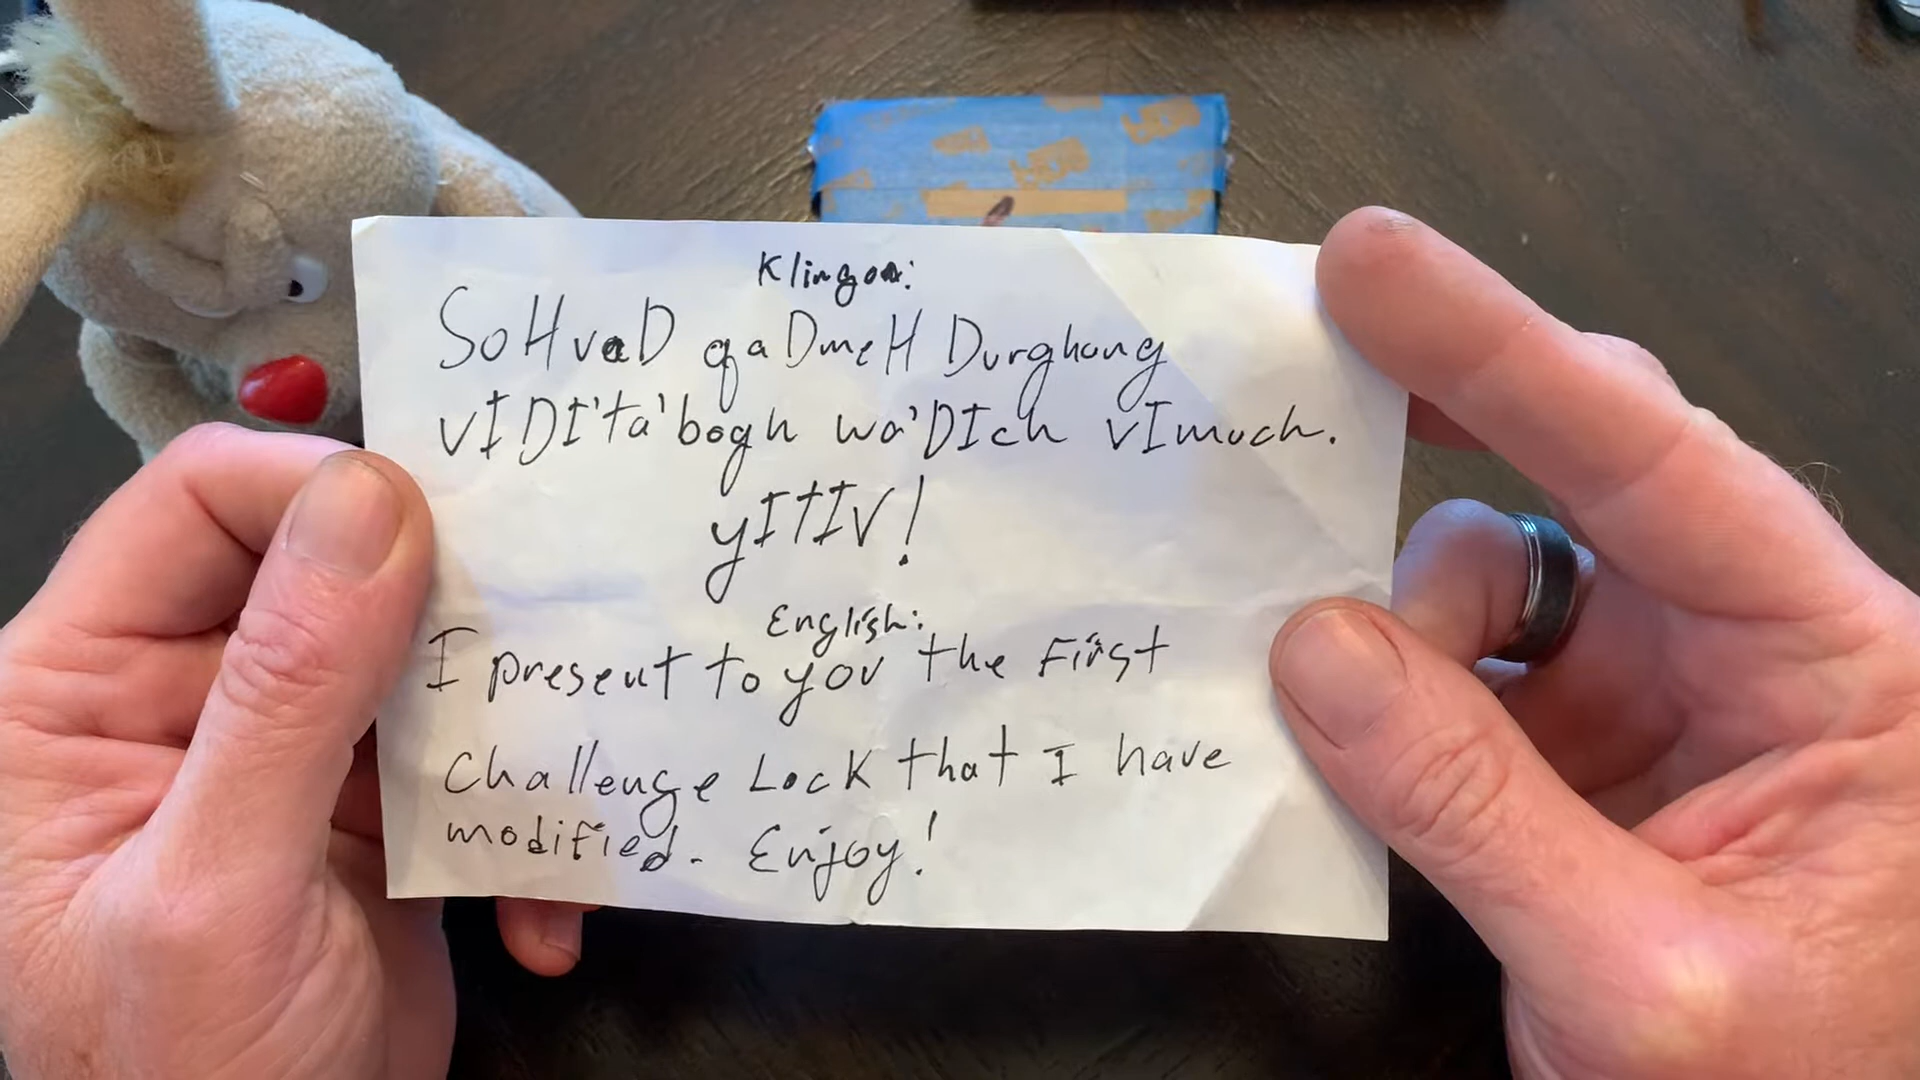 Klingon:
SoHvaD qaDmeH Durghang
vIDI'ta'bogh wa'DIch vImuch.
yItIv!
English:
I present to you the First
Challenge Lock that I have
modified. Enjoy!